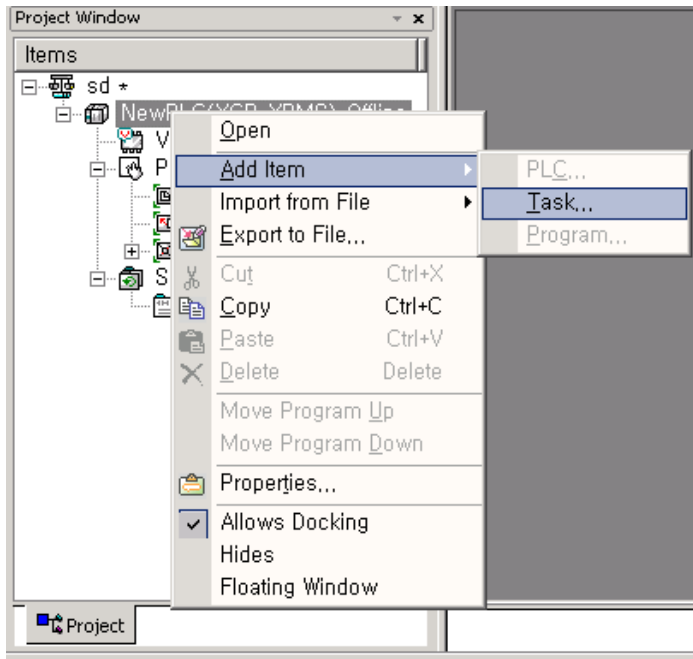 Project Window
Items
sd *
NewPLC(XGB-XBMS)-Offline
V
P
S
Open
Add Item
Import from File
Export to File...
Cut Ctrl+X
Copy Ctrl+C
Paste Ctrl+V
Delete Delete
Move Program Up
Move Program Down
Properties...
Allows Docking
Hides
Floating Window
PLC...
Task...
Program...
Project